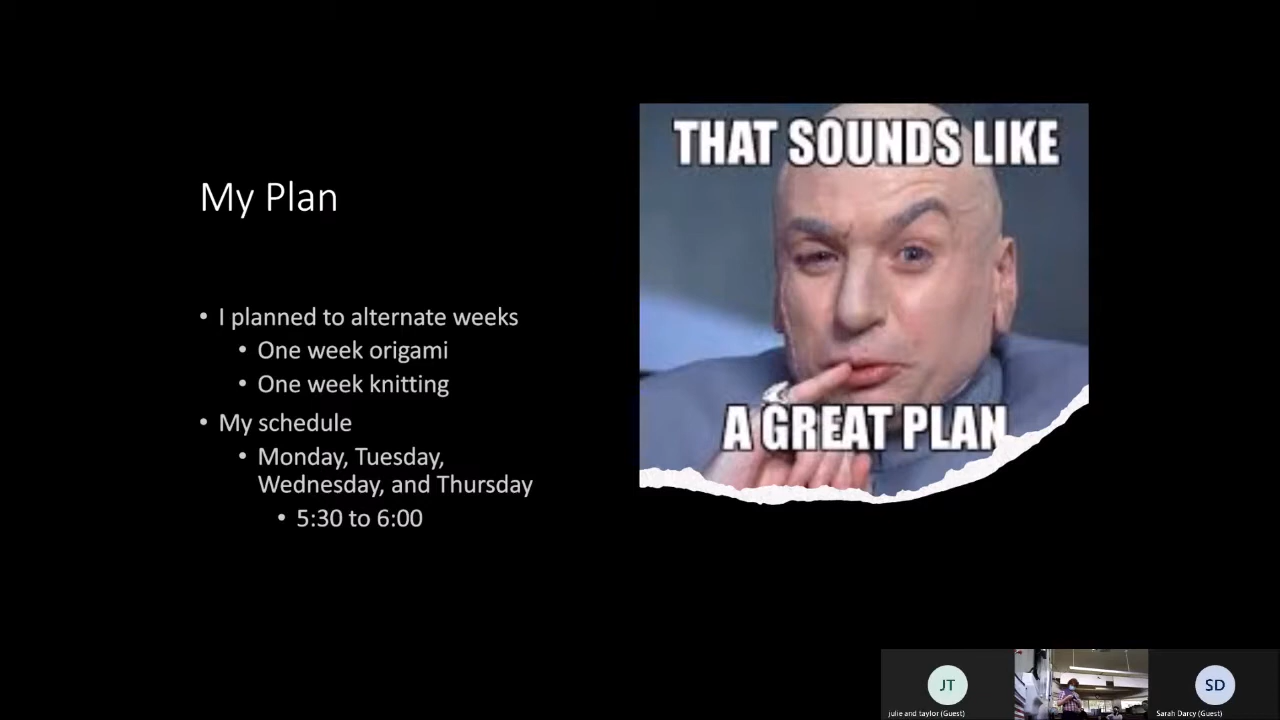 My Plan
• I planned to alternate weeks
• One week origami
• One week knitting
• My schedule
• Monday, Tuesday,
Wednesday, and Thursday
• 5:30 to 6:00
THAT SOUNDS LIKE
A GREAT PLAN
JT
julie and taylor (Guest)
SD
Sarah Darcy (Guest)